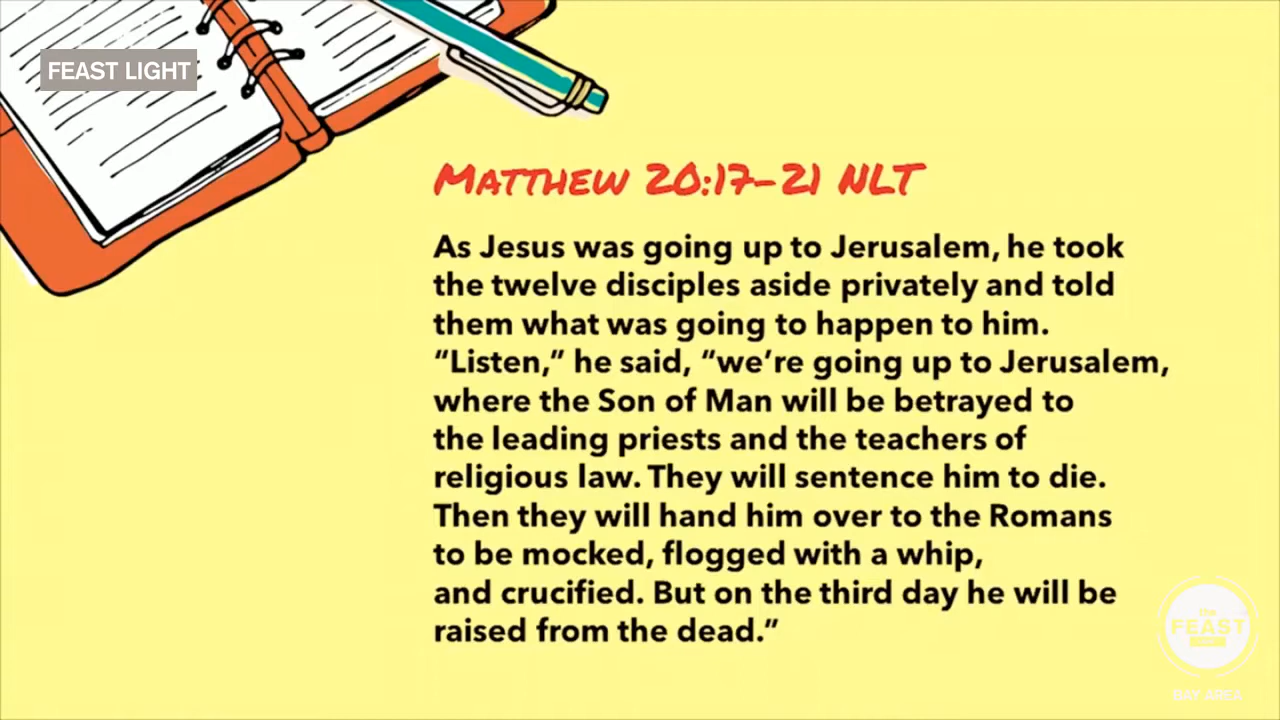 FEAST LIGHT
MATTHEW 20:17-21 NLT
As Jesus was going up to Jerusalem, he took
the twelve disciples aside privately and told
them what was going to happen to him.
“Listen,” he said, “we’re going up to Jerusalem,
where the Son of Man will be betrayed to
the leading priests and the teachers of
religious law. They will sentence him to die.
Then they will hand him over to the Romans
to be mocked, flogged with a whip,
and crucified. But on the third day he will be
raised from the dead.”
the
FEAST
BAY AREA